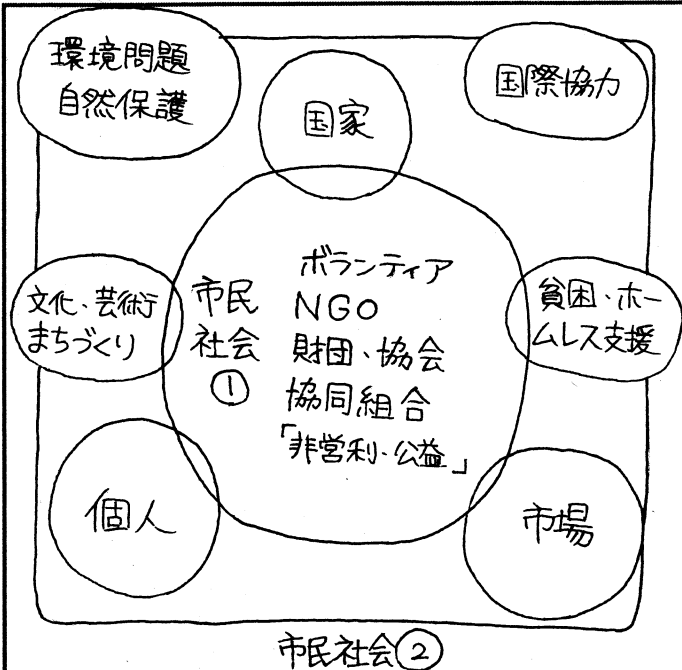 環境問題
自然保護
国際協力
国家
文化、芸術
まちづくり
市民
社会
①
ボランティア
NGO
財団・協会
協同組合
「非営利・公益」
貧困・ホー
ムレス支援
個人
市場
市民社会②